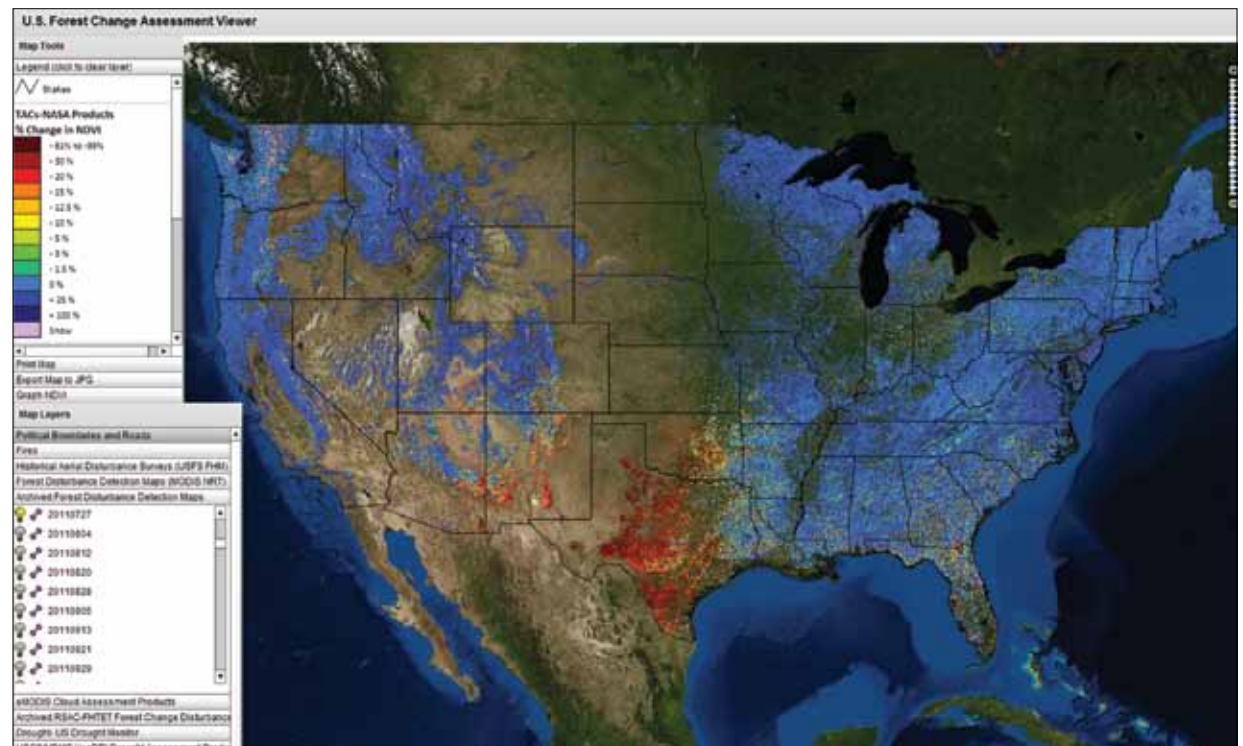 U.S. Forest Change Assessment Viewer
Map Tools
Legend (click to clear layer)
States
TACs-NASA Products
% Change in NDVI
- 50 %
- 20 %
- 15 %
- 12.5 %
- 10 %
- 5 %
- 3 %
- 1.5 %
0 %
+ 25 %
+ 100 %
Snow
Print Map
Export Map to JPG
Graph NDVI
Map Layers
Political Boundaries and Roads
Fires
Historical Aerial Disturbance Surveys (USFS FHM)
Forest Disturbance Detection Maps (MODIS NRT)
Archived Forest Disturbance Detection Maps
20110727
20110804
20110812
20110820
20110828
20110905
20110913
20110921
20110929
eMODIS Cloud Assessment Products
Archived RSAC-FHTET Forest Change Disturbance
Drought: US Drought Monitor